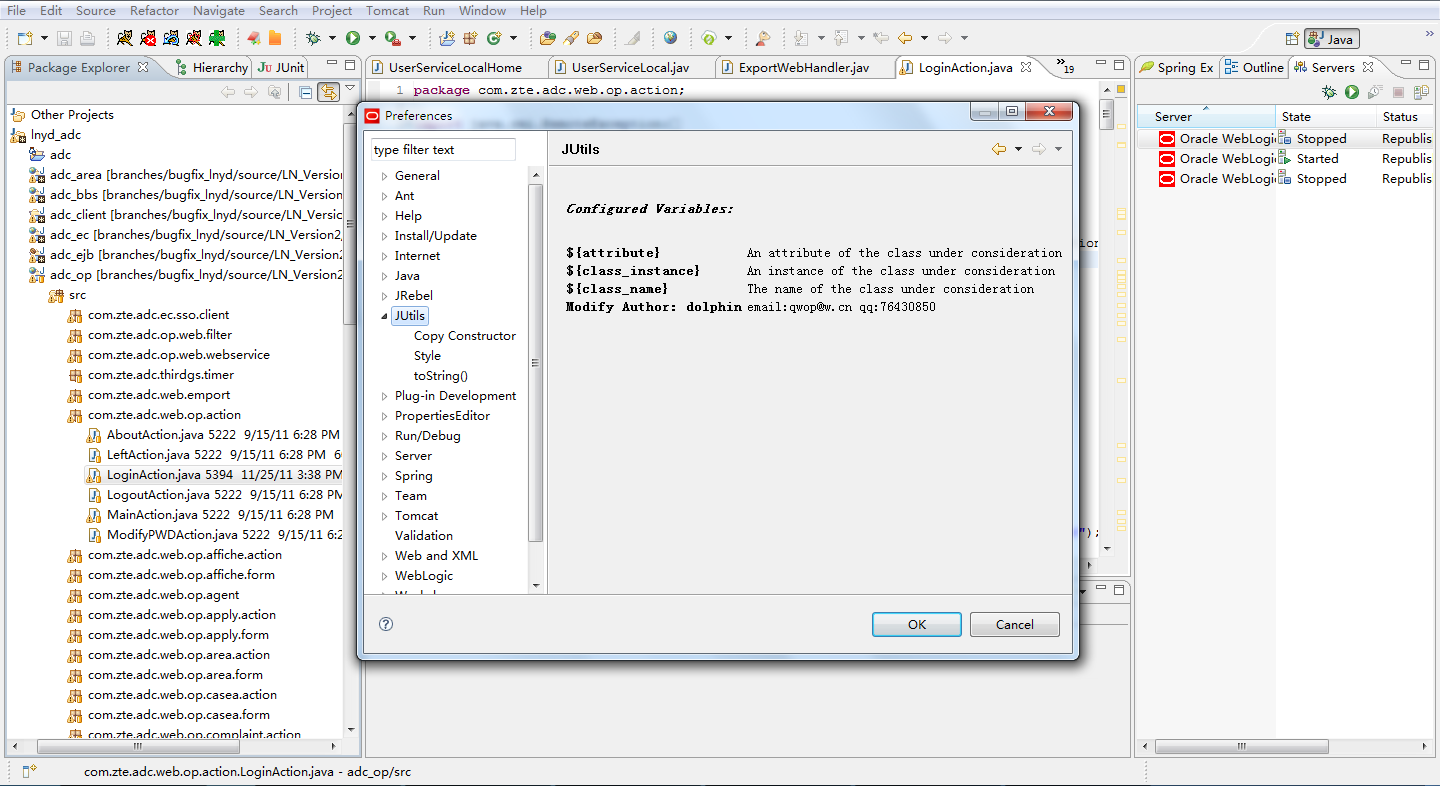 File Edit Source Refactor Navigate Search Project Tomcat Run Window Help
Java
Package Explorer Hierarchy JUnit
UserServiceLocalHome UserServiceLocal.jav ExportWebHandler.jav LoginAction.java 19
Spring Ex Outline Servers
1 package com.zte.adc.web.op.action;
Server State Status
Oracle WebLogi Stopped Republis
Oracle WebLogi Started Republis
Oracle WebLogi Stopped Republis
Other Projects
lnyd_adc
adc
adc_area [branches/bugfix_lnyd/source/LN_Version
adc_bbs [branches/bugfix_lnyd/source/LN_Version
adc_client [branches/bugfix_lnyd/source/LN_Versio
adc_ec [branches/bugfix_lnyd/source/LN_Version2,
adc_ejb [branches/bugfix_lnyd/source/LN_Version2
adc_op [branches/bugfix_lnyd/source/LN_Version2
src
com.zte.adc.ec.sso.client
com.zte.adc.op.web.filter
com.zte.adc.op.web.webservice
com.zte.adc.thirdgs.timer
com.zte.adc.web.emport
com.zte.adc.web.op.action
AboutAction.java 5222 9/15/11 6:28 PM
LeftAction.java 5222 9/15/11 6:28 PM
LoginAction.java 5394 11/25/11 3:38 PM
LogoutAction.java 5222 9/15/11 6:28 PM
MainAction.java 5222 9/15/11 6:28 PM
ModifyPWDAction.java 5222 9/15/11 6:2
com.zte.adc.web.op.affiche.action
com.zte.adc.web.op.affiche.form
com.zte.adc.web.op.agent
com.zte.adc.web.op.apply.action
com.zte.adc.web.op.apply.form
com.zte.adc.web.op.area.action
com.zte.adc.web.op.area.form
com.zte.adc.web.op.casea.action
com.zte.adc.web.op.casea.form
com.zte.adc.web.op.complaint.action
Preferences
type filter text
General
Ant
Help
Install/Update
Internet
Java
JRebel
JUtils
Copy Constructor
Style
toString()
Plug-in Development
PropertiesEditor
Run/Debug
Server
Spring
Team
Tomcat
Validation
Web and XML
WebLogic
JUtils
Configured Variables:
${attribute} An attribute of the class under consideration
${class_instance} An instance of the class under consideration
${class_name} The name of the class under consideration
Modify Author: dolphin email:qwop@w.cn qq:76430850
ion
");
OK Cancel
com.zte.adc.web.op.action.LoginAction.java - adc_op/src